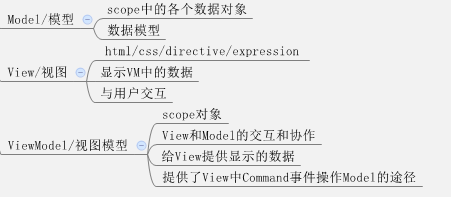 Model/模型
scope中的各个数据对象
数据模型
View/视图
html/css/directive/expression
显示VM中的数据
与用户交互
ViewModel/视图模型
scope对象
View和Model的交互和协作
给View提供显示的数据
提供了View中Command事件操作Model的途径